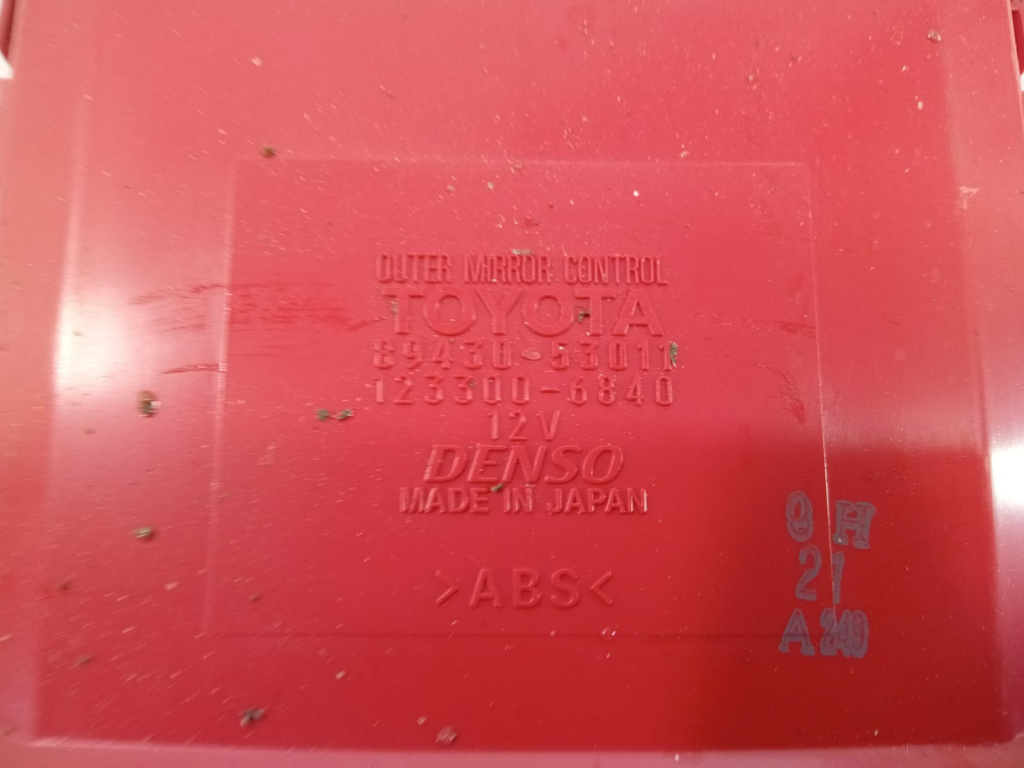 OUTER MIRROR CONTROL
TOYOTA
89430-53011
123300-6840
12V
DENSO
MADE IN JAPAN
>ABS<
9 H
21
A 249